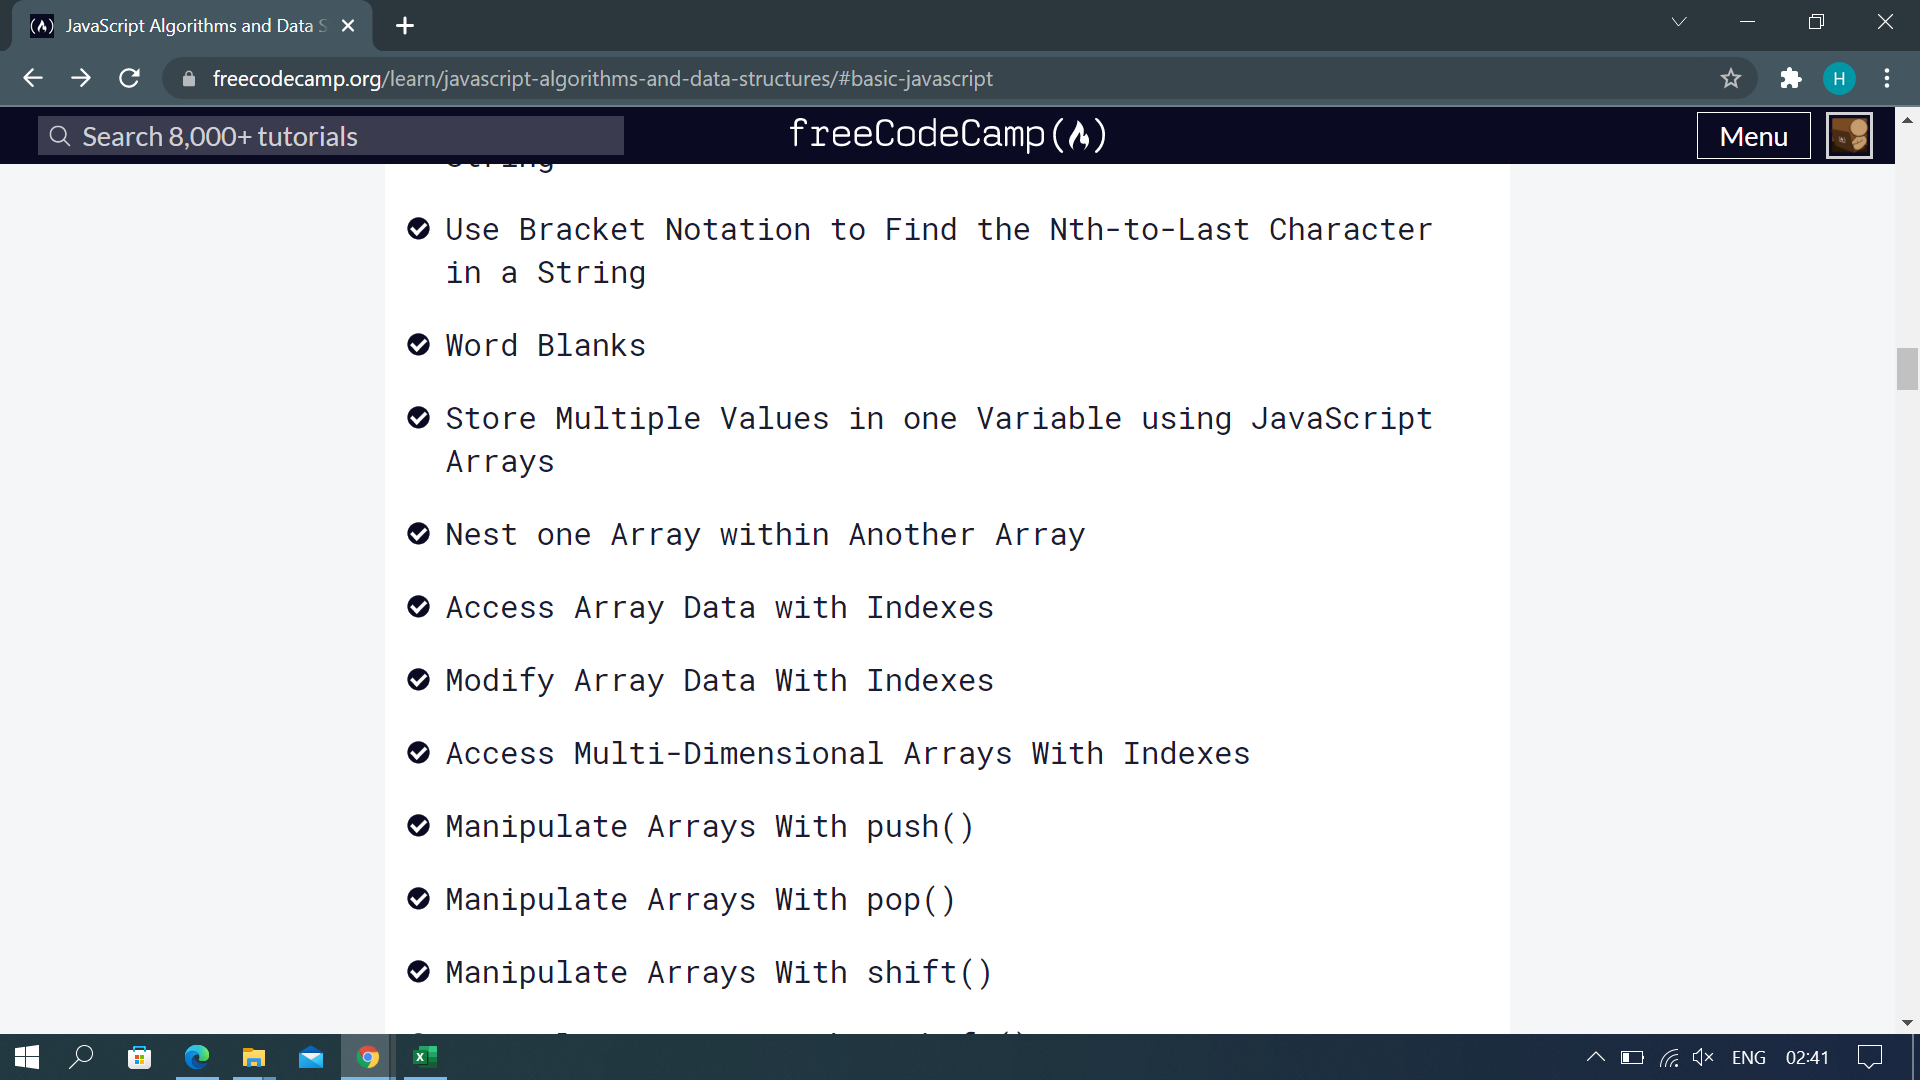 JavaScript Algorithms and Data S
freecodecamp.org/learn/javascript-algorithms-and-data-structures/#basic-javascript
H
Search 8,000+ tutorials
freeCodeCamp
Menu
String
Use Bracket Notation to Find the Nth-to-Last Character
in a String
Word Blanks
Store Multiple Values in one Variable using JavaScript
Arrays
Nest one Array within Another Array
Access Array Data with Indexes
Modify Array Data With Indexes
Access Multi-Dimensional Arrays With Indexes
Manipulate Arrays With push()
Manipulate Arrays With pop()
Manipulate Arrays With shift()
ENG
02:41